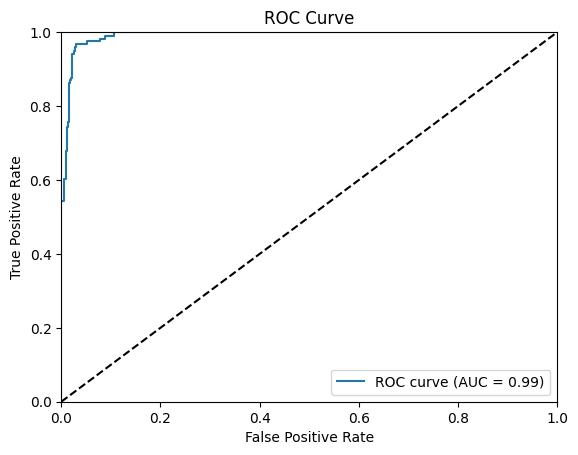 ROC Curve
True Positive Rate
1.0
0.8
0.6
0.4
0.2
0.0
ROC curve (AUC = 0.99)
0.0 0.2 0.4 0.6 0.8 1.0
False Positive Rate